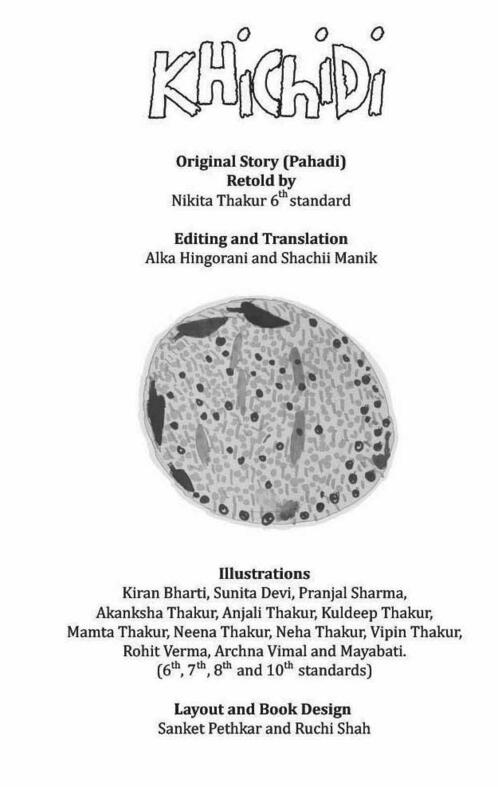 KHiChiDi
Original Story (Pahadi)
Retold by
Nikita Thakur 6th standard
Editing and Translation
Alka Hingorani and Shachii Manik
Illustrations
Kiran Bharti, Sunita Devi, Pranjal Sharma,
Akanksha Thakur, Anjali Thakur, Kuldeep Thakur,
Mamta Thakur, Neena Thakur, Neha Thakur, Vipin Thakur,
Rohit Verma, Archna Vimal and Mayabati.
(6th, 7th, 8th and 10th standards)
Layout and Book Design
Sanket Pethkar and Ruchi Shah